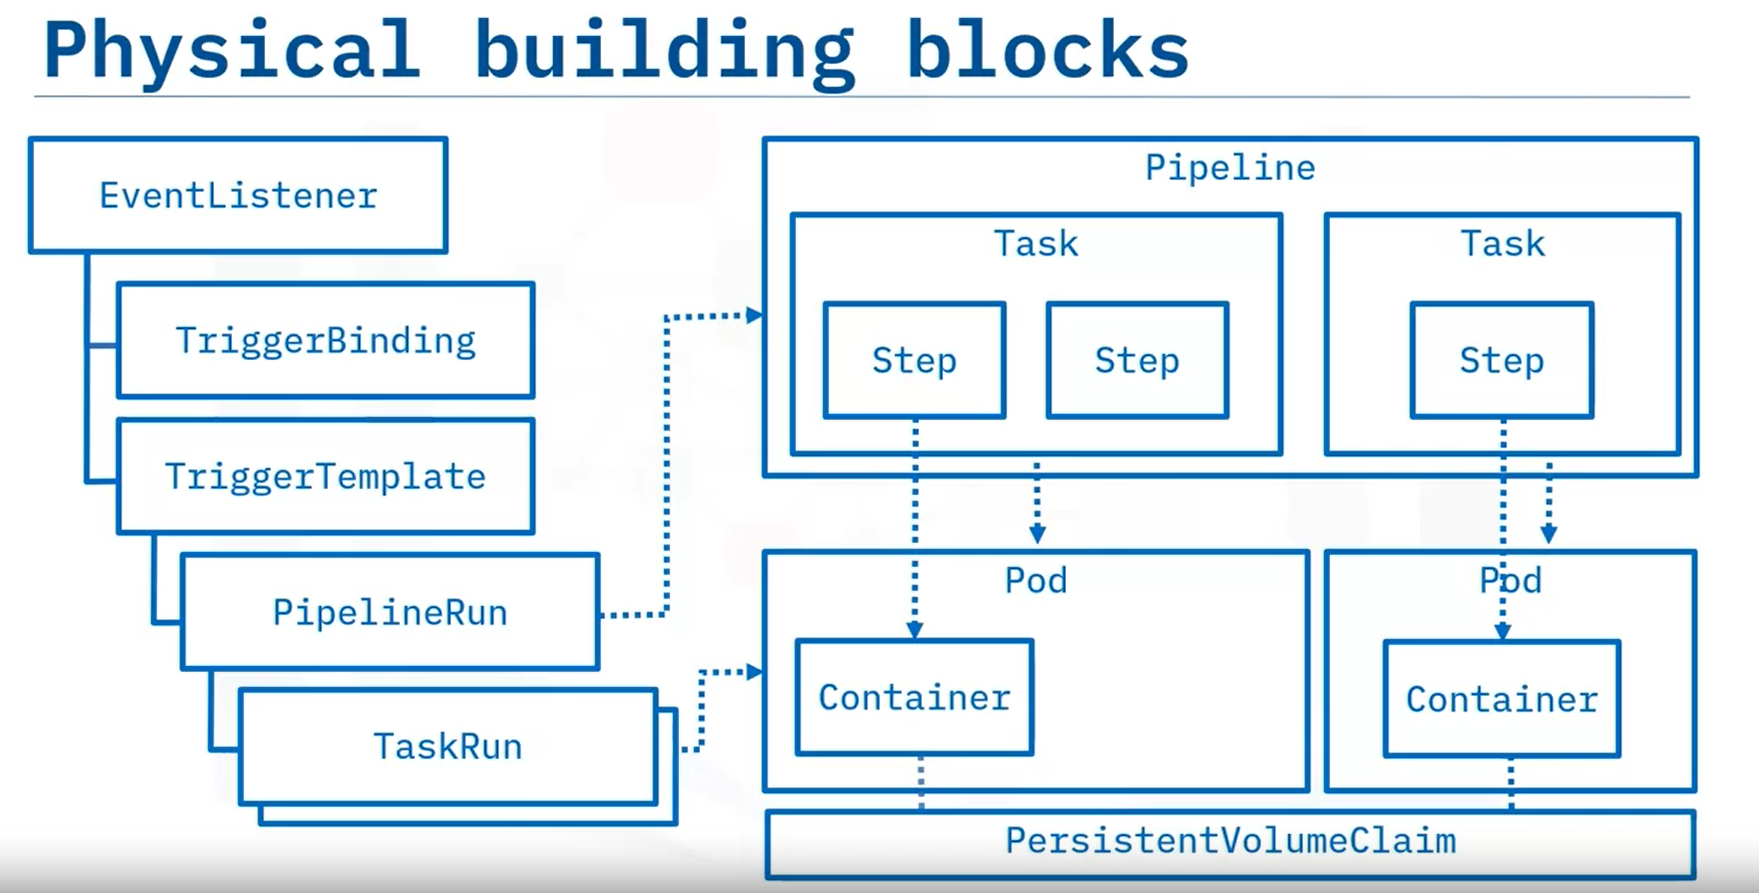 Physical building blocks
EventListener
TriggerBinding
TriggerTemplate
PipelineRun
TaskRun
Pipeline
Task
Step
Step
Task
Step
Pod
Container
Pod
Container
PersistentVolumeClaim